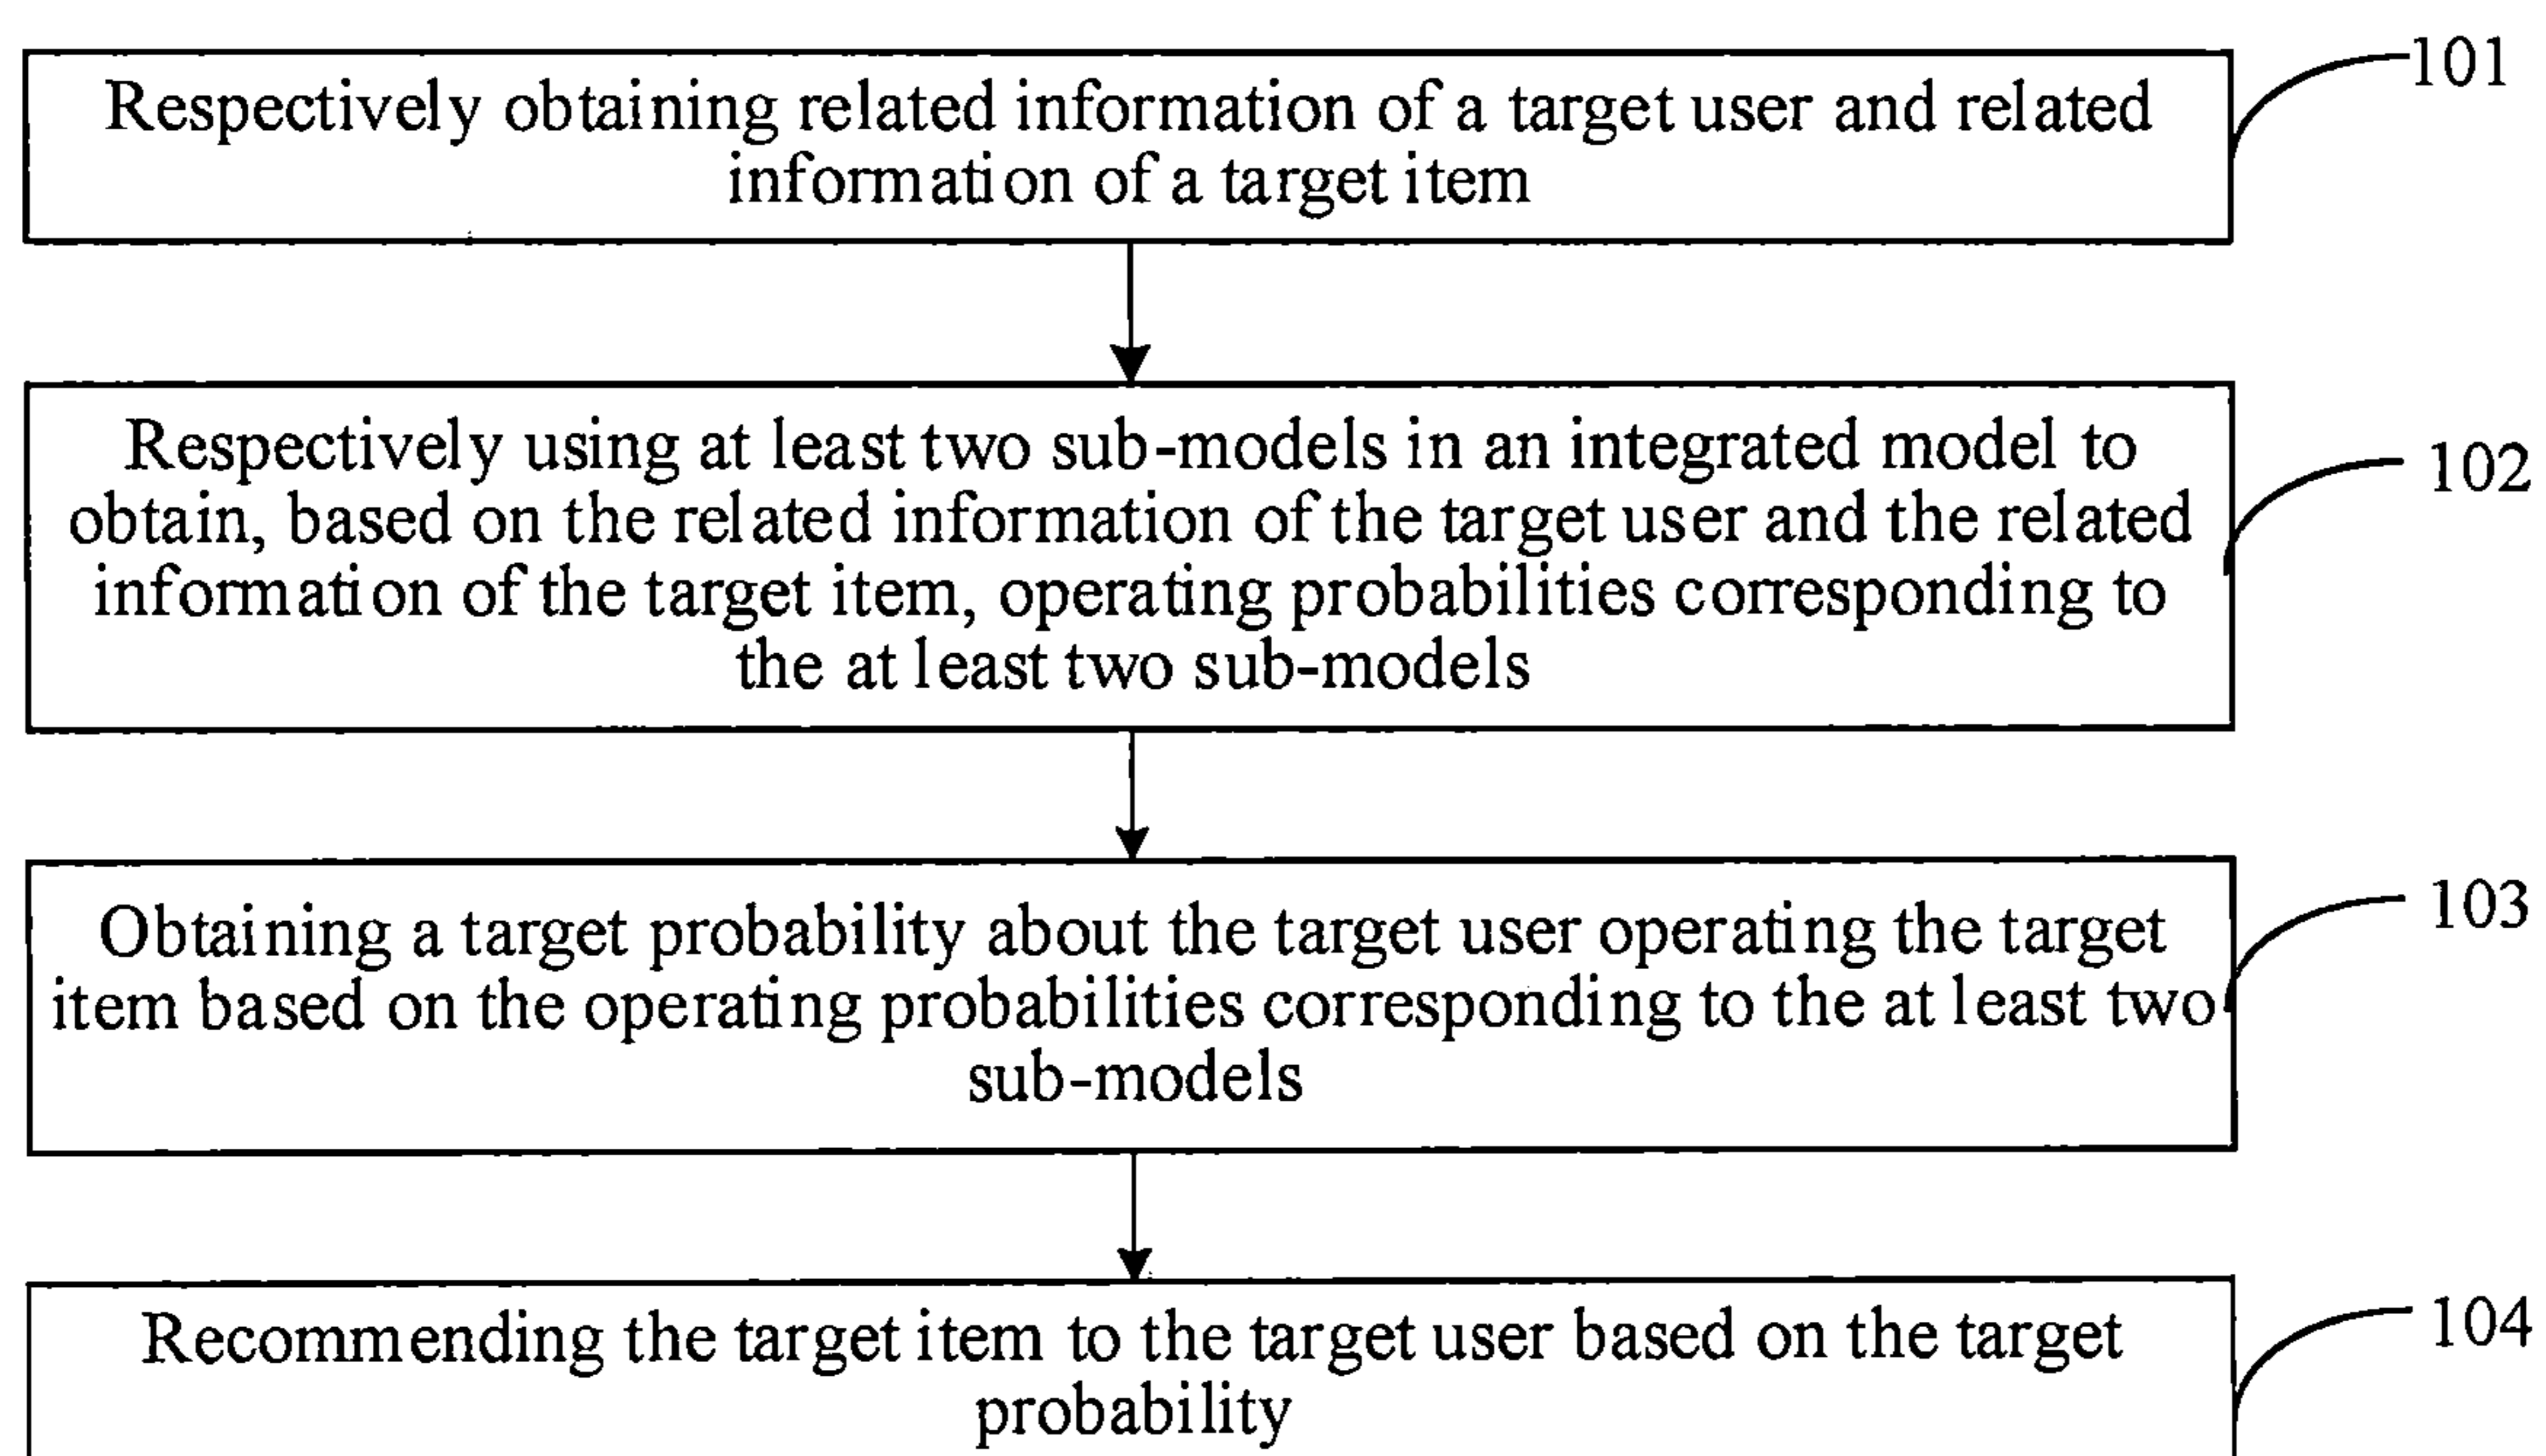 Respectively obtaining related information of a target user and related
information of a target item
101
Respectively using at least two sub-models in an integrated model to
obtain, based on the related information of the target user and the related
information of the target item, operating probabilities corresponding to
the at least two sub-models
102
Obtaining a target probability about the target user operating the target
item based on the operating probabilities corresponding to the at least two
sub-models
103
Recommending the target item to the target user based on the target
probability
104